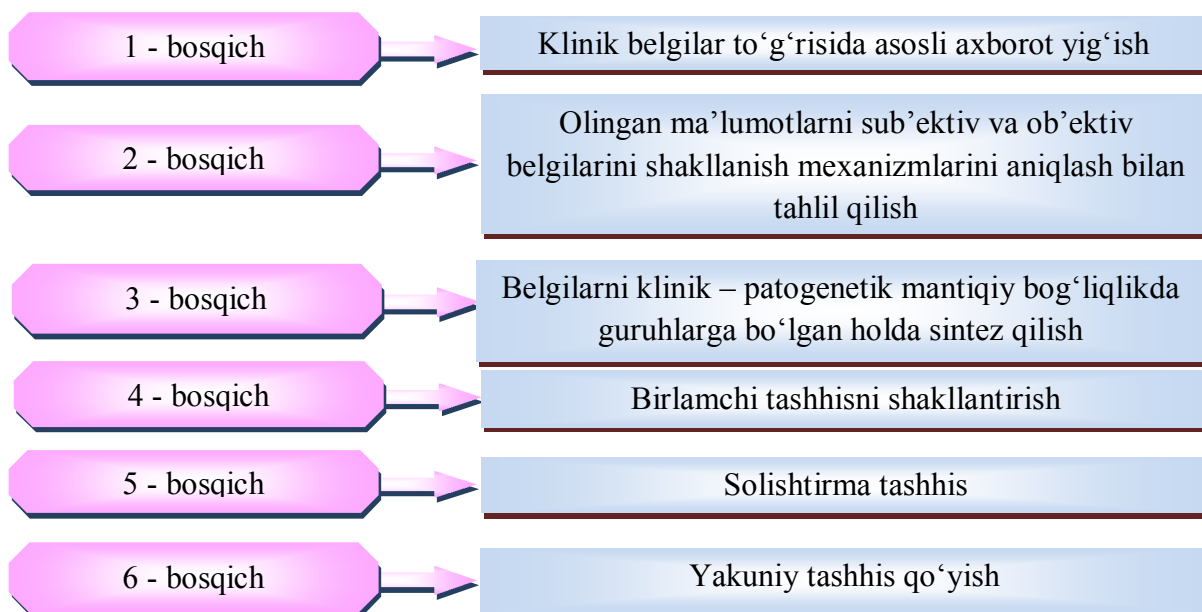 1 - bosqich
Klinik belgilar to‘g‘risida asosli axborot yig‘ish
2 - bosqich
Olingan ma’lumotlarni sub’ektiv va ob’ektiv
belgilarini shakllanish mexanizmlarini aniqlash bilan
tahlil qilish
3 - bosqich
Belgilarni klinik – patogenetik mantiqiy bog‘liqlikda
guruhlarga bo‘lgan holda sintez qilish
4 - bosqich
Birlamchi tashhisni shakllantirish
5 - bosqich
Solishtirma tashhis
6 - bosqich
Yakuniy tashhis qo‘yish